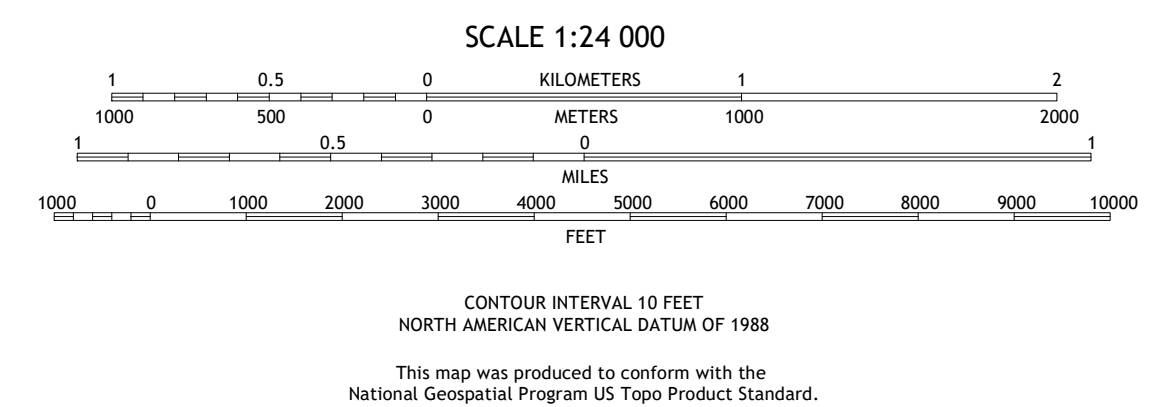 SCALE 1:24 000
1 0.5 0 KILOMETERS 1 2
1000 500 0 METERS 1000 2000
1 0.5 0 1
MILES
1000 0 1000 2000 3000 4000 5000 6000 7000 8000 9000 10000
FEET
CONTOUR INTERVAL 10 FEET
NORTH AMERICAN VERTICAL DATUM OF 1988
This map was produced to conform with the
National Geospatial Program US Topo Product Standard.